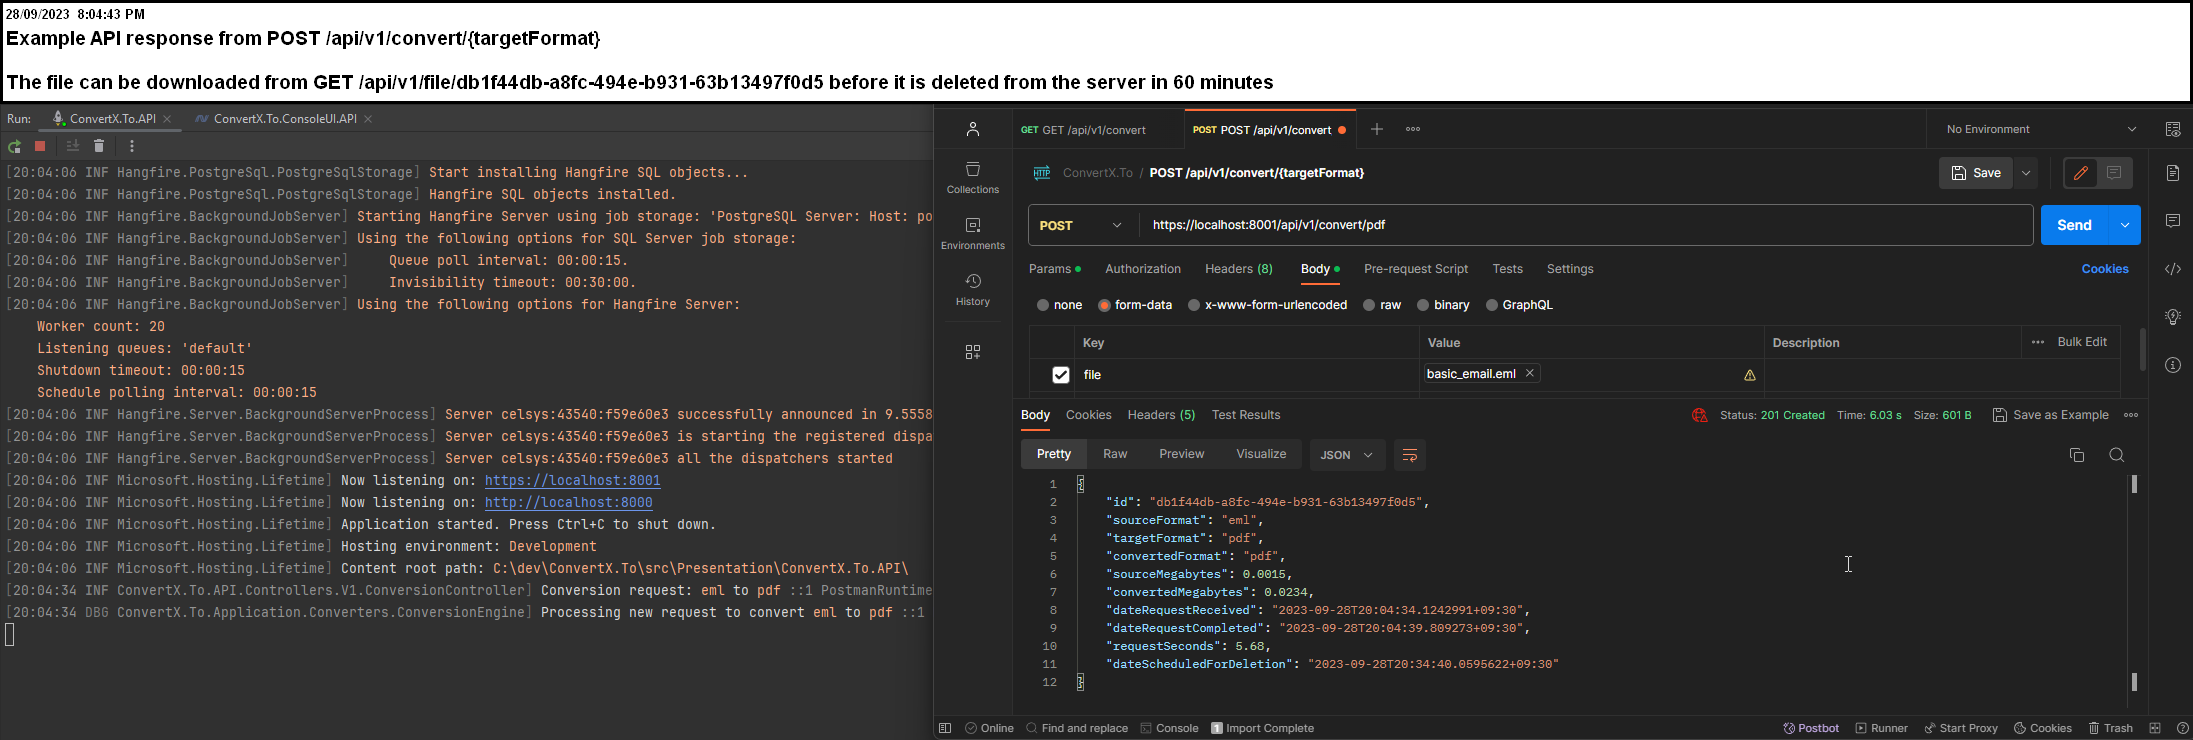 28/09/2023 8:04:43 PM
Example API response from POST /api/v1/convert/{targetFormat}
The file can be downloaded from GET /api/v1/file/db1f44db-a8fc-494e-b931-63b13497f0d5 before it is deleted from the server in 60 minutes
Run: ConvertX.To.API ConvertX.To.ConsoleUI.API
[20:04:06 INF Hangfire.PostgreSql.PostgreSqlStorage] Start installing Hangfire SQL objects...
[20:04:06 INF Hangfire.PostgreSql.PostgreSqlStorage] Hangfire SQL objects installed.
[20:04:06 INF Hangfire.BackgroundJobServer] Starting Hangfire Server using job storage: 'PostgreSQL Server: Host: po
[20:04:06 INF Hangfire.BackgroundJobServer] Using the following options for SQL Server job storage:
[20:04:06 INF Hangfire.BackgroundJobServer]     Queue poll interval: 00:00:15.
[20:04:06 INF Hangfire.BackgroundJobServer]     Invisibility timeout: 00:30:00.
[20:04:06 INF Hangfire.BackgroundJobServer] Using the following options for Hangfire Server:
Worker count: 20
Listening queues: 'default'
Shutdown timeout: 00:00:15
Schedule polling interval: 00:00:15
[20:04:06 INF Hangfire.Server.BackgroundServerProcess] Server celsys:43540:f59e60e3 successfully announced in 9.5558
[20:04:06 INF Hangfire.Server.BackgroundServerProcess] Server celsys:43540:f59e60e3 is starting the registered dispa
[20:04:06 INF Hangfire.Server.BackgroundServerProcess] Server celsys:43540:f59e60e3 all the dispatchers started
[20:04:06 INF Microsoft.Hosting.Lifetime] Now listening on: https://localhost:8001
[20:04:06 INF Microsoft.Hosting.Lifetime] Now listening on: http://localhost:8000
[20:04:06 INF Microsoft.Hosting.Lifetime] Application started. Press Ctrl+C to shut down.
[20:04:06 INF Microsoft.Hosting.Lifetime] Hosting environment: Development
[20:04:06 INF Microsoft.Hosting.Lifetime] Content root path: C:\dev\ConvertX.To\src\Presentation\ConvertX.To.API\
[20:04:34 INF ConvertX.To.API.Controllers.V1.ConversionController] Conversion request: eml to pdf ::1 PostmanRuntime
[20:04:34 DBG ConvertX.To.Application.Converters.ConversionEngine] Processing new request to convert eml to pdf ::1
Collections
Environments
History
GET GET /api/v1/convert POST POST /api/v1/convert No Environment
HTTP ConvertX.To / POST /api/v1/convert/{targetFormat} Save
POST https://localhost:8001/api/v1/convert/pdf Send
Params Authorization Headers (8) Body Pre-request Script Tests Settings Cookies
none form-data x-www-form-urlencoded raw binary GraphQL
Key Value Description Bulk Edit
file basic_email.eml
Body Cookies Headers (5) Test Results Status: 201 Created Time: 6.03 s Size: 601 B Save as Example
Pretty Raw Preview Visualize JSON
1 {
2 "id": "db1f44db-a8fc-494e-b931-63b13497f0d5",
3 "sourceFormat": "eml",
4 "targetFormat": "pdf",
5 "convertedFormat": "pdf",
6 "sourceMegabytes": 0.0015,
7 "convertedMegabytes": 0.0234,
8 "dateRequestReceived": "2023-09-28T20:04:34.1242991+09:30",
9 "dateRequestCompleted": "2023-09-28T20:04:39.809273+09:30",
10 "requestSeconds": 5.68,
11 "dateScheduledForDeletion": "2023-09-28T20:34:40.0595622+09:30"
12 }
Online Find and replace Console 1 Import Complete Postbot Runner Start Proxy Cookies Trash